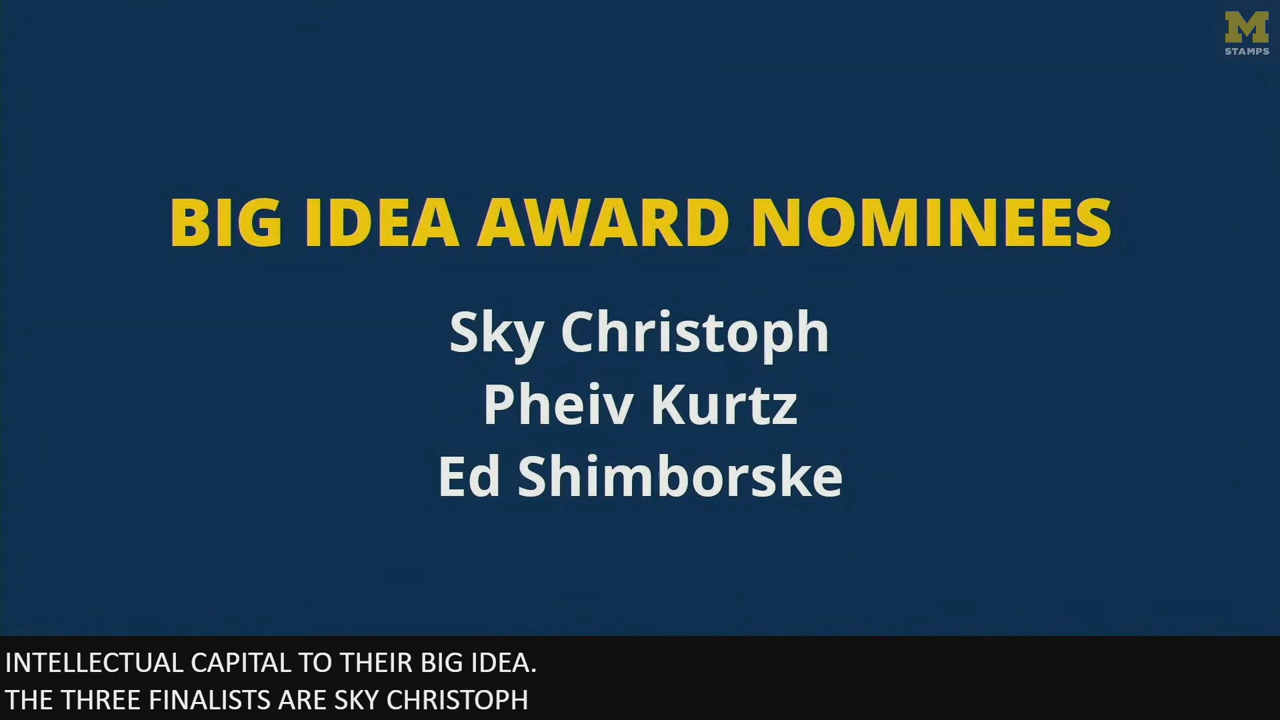 M
STAMPS
BIG IDEA AWARD NOMINEES
Sky Christoph
Pheiv Kurtz
Ed Shimborske
INTELLECTUAL CAPITAL TO THEIR BIG IDEA.
THE THREE FINALISTS ARE SKY CHRISTOPH